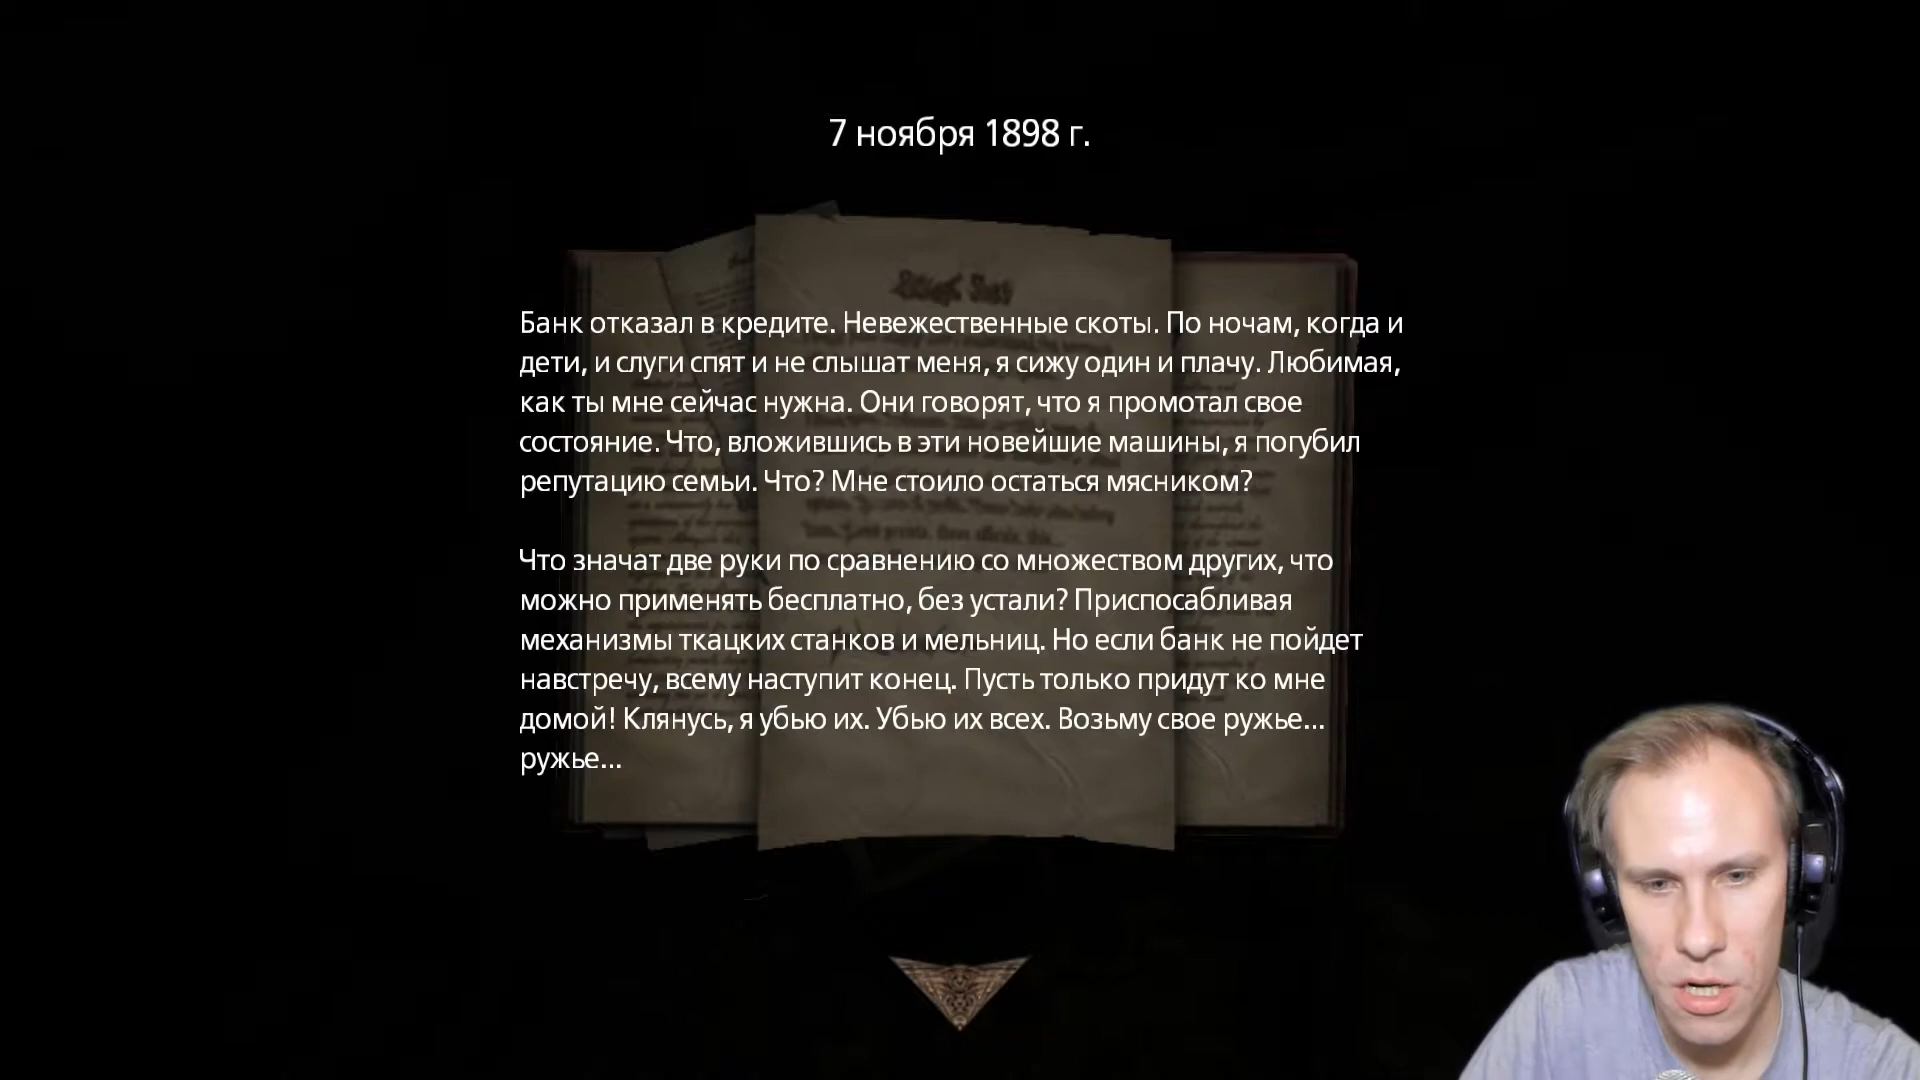 7 ноября 1898 г.
Банк отказал в кредите. Невежественные скоты. По ночам, когда и
дети, и слуги спят и не слышат меня, я сижу один и плачу. Любимая,
как ты мне сейчас нужна. Они говорят, что я промотал свое
состояние. Что, вложившись в эти новейшие машины, я погубил
репутацию семьи. Что? Мне стоило остаться мясником?
Что значат две руки по сравнению со множеством других, что
можно применять бесплатно, без устали? Приспосабливая
механизмы ткацких станков и мельниц. Но если банк не пойдет
навстречу, всему наступит конец. Пусть только придут ко мне
домой! Клянусь, я убью их. Убью их всех. Возьму свое ружье...
ружье...